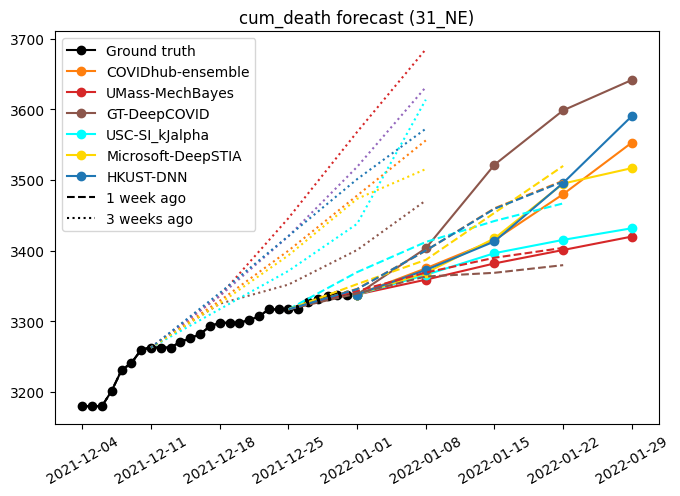 cum_death forecast (31_NE)
3700
3600
3500
3400
3300
3200
Ground truth
COVIDhub-ensemble
UMass-MechBayes
GT-DeepCOVID
USC-SI_kJalpha
Microsoft-DeepSTIA
HKUST-DNN
1 week ago
3 weeks ago
2021-12-04
2021-12-11
2021-12-18
2021-12-25
2022-01-01
2022-01-08
2022-01-15
2022-01-22
2022-01-29